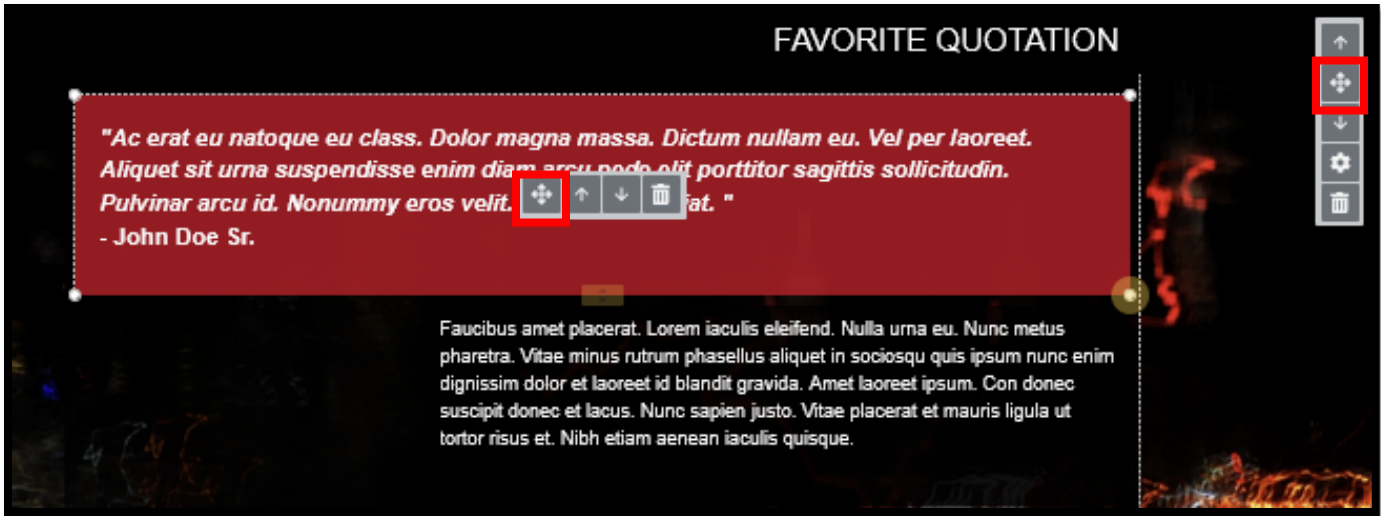 FAVORITE QUOTATION
"Ac erat eu natoque eu class. Dolor magna massa. Dictum nullam eu. Vel per laoreet.
Aliquet sit urna suspendisse enim diam arcu pede elit porttitor sagittis sollicitudin.
Pulvinar arcu id. Nonummy eros velit. "
- John Doe Sr.
Faucibus amet placerat. Lorem iaculis eleifend. Nulla urna eu. Nunc metus
pharetra. Vitae minus rutrum phasellus aliquet in sociosqu quis ipsum nunc enim
dignissim dolor et laoreet id blandit gravida. Amet laoreet ipsum. Con donec
suscipit donec et lacus. Nunc sapien justo. Vitae placerat et mauris ligula ut
tortor risus et. Nibh etiam aenean iaculis quisque.